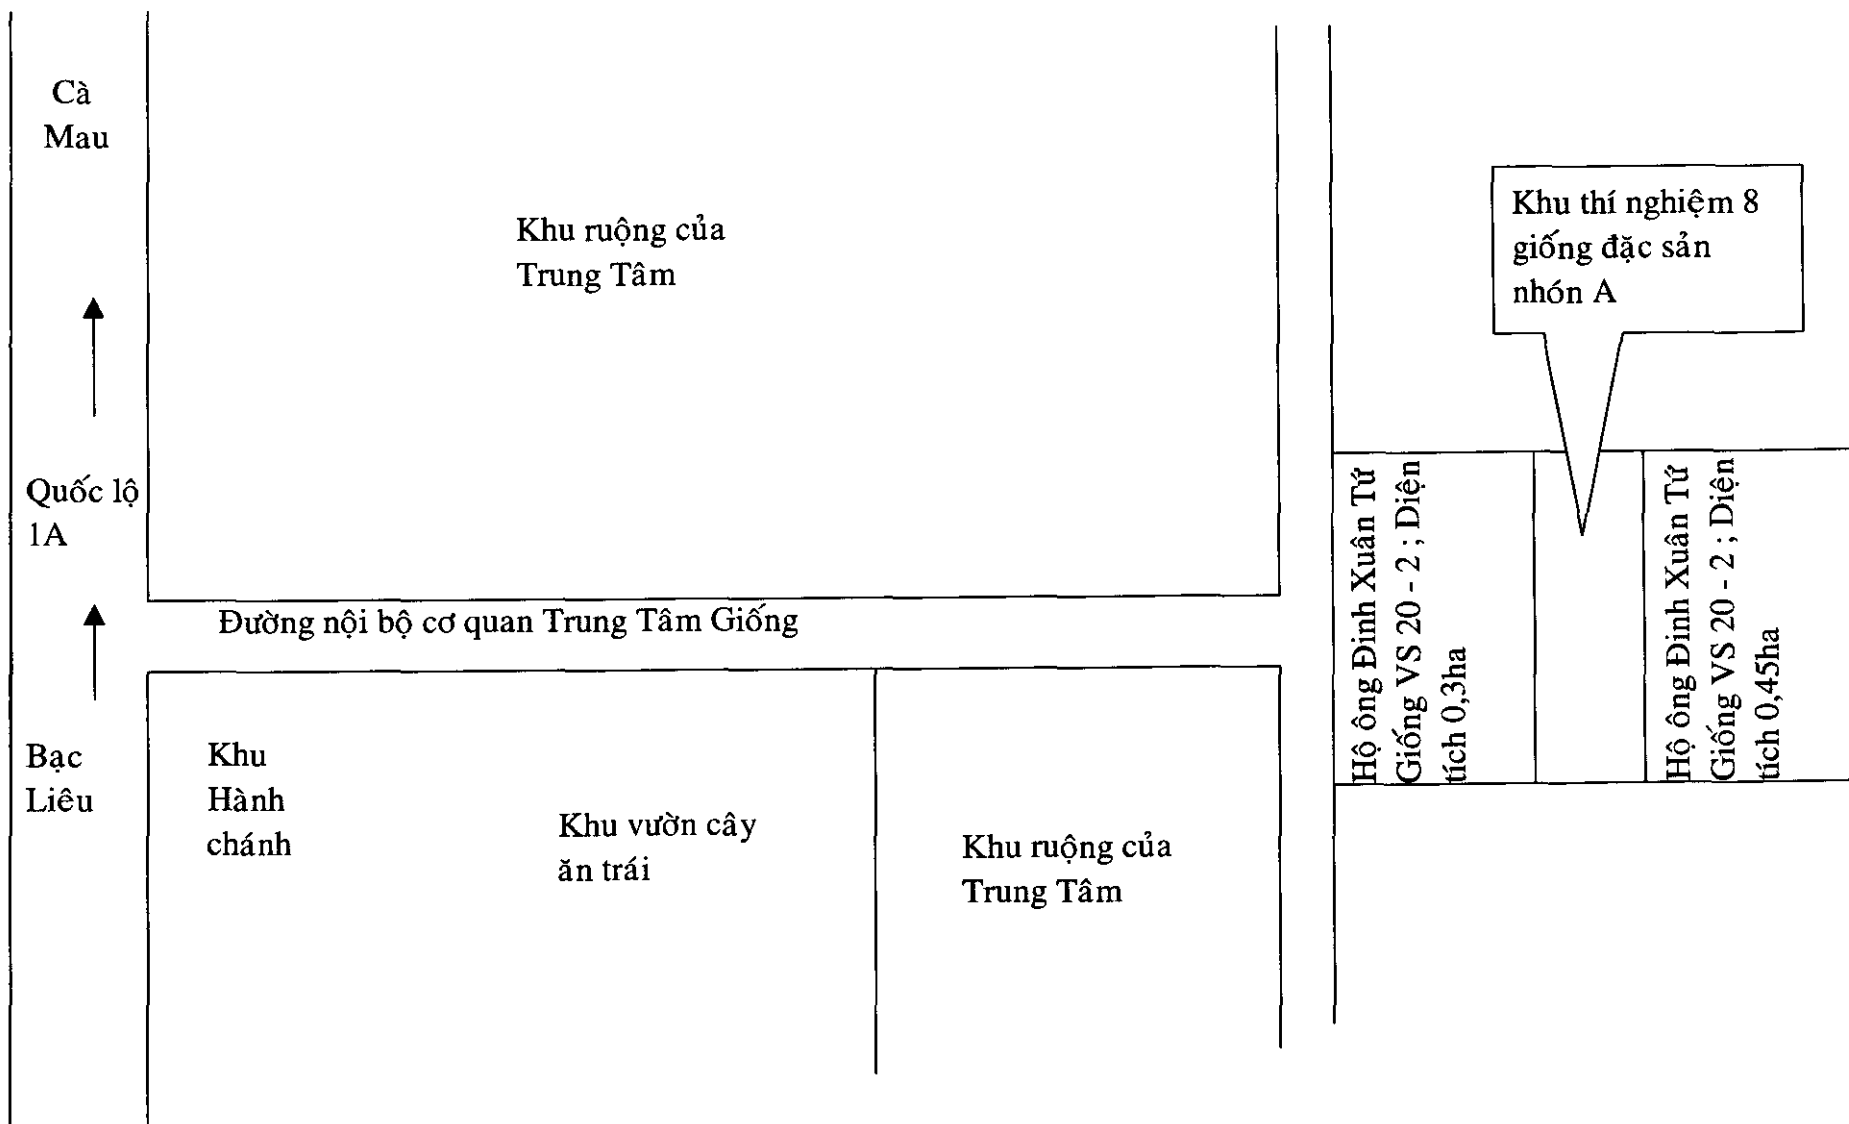 Cà
Mau
Khu ruộng của
Trung Tâm
Khu thí nghiệm 8
giống đặc sản
nhón A
Quốc lộ
1A
Hộ ông Đinh Xuân Tứ
Giống VS 20 - 2 ; Diện
tích 0,3ha
Hộ ông Đinh Xuân Tứ
Giống VS 20 - 2 ; Diện
tích 0,45ha
Đường nội bộ cơ quan Trung Tâm Giống
Bạc
Liêu
Khu
Hành
chánh
Khu vườn cây
ăn trái
Khu ruộng của
Trung Tâm